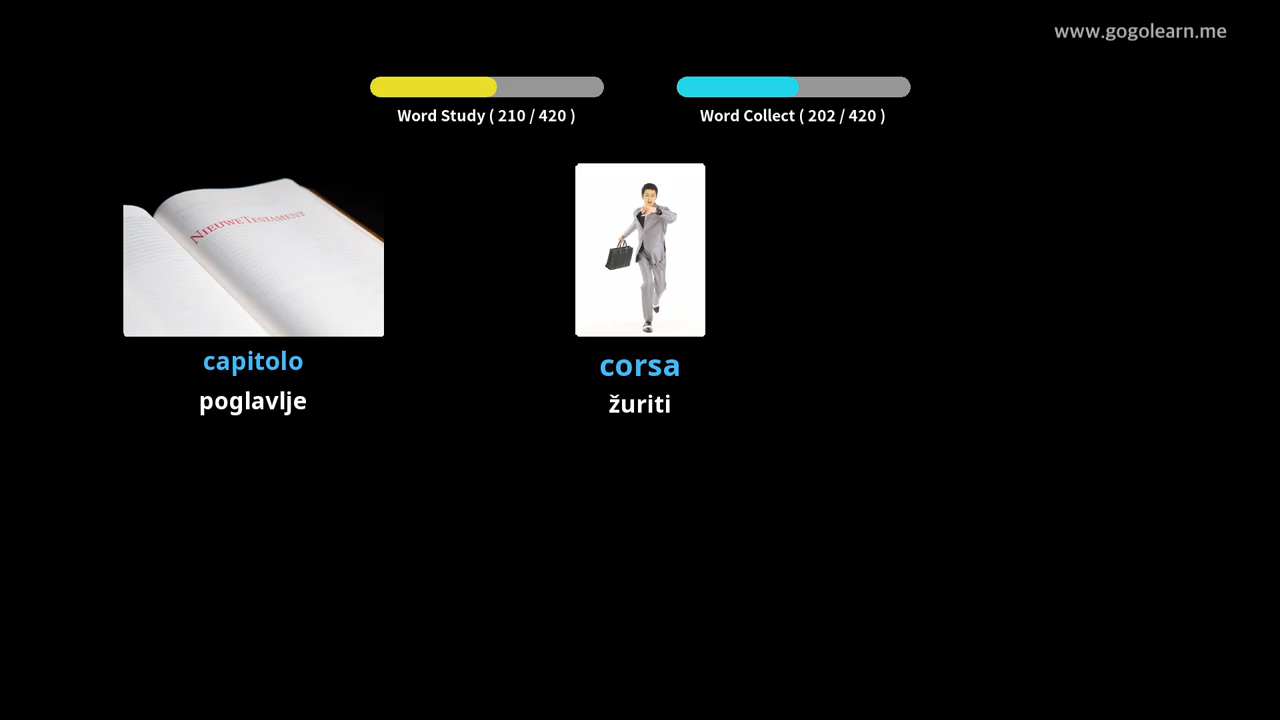 www.gogolearn.me
Word Study ( 210 / 420 )
Word Collect ( 202 / 420 )
NIEUWE TESTAMENT
capitolo
poglavlje
corsa
žuriti